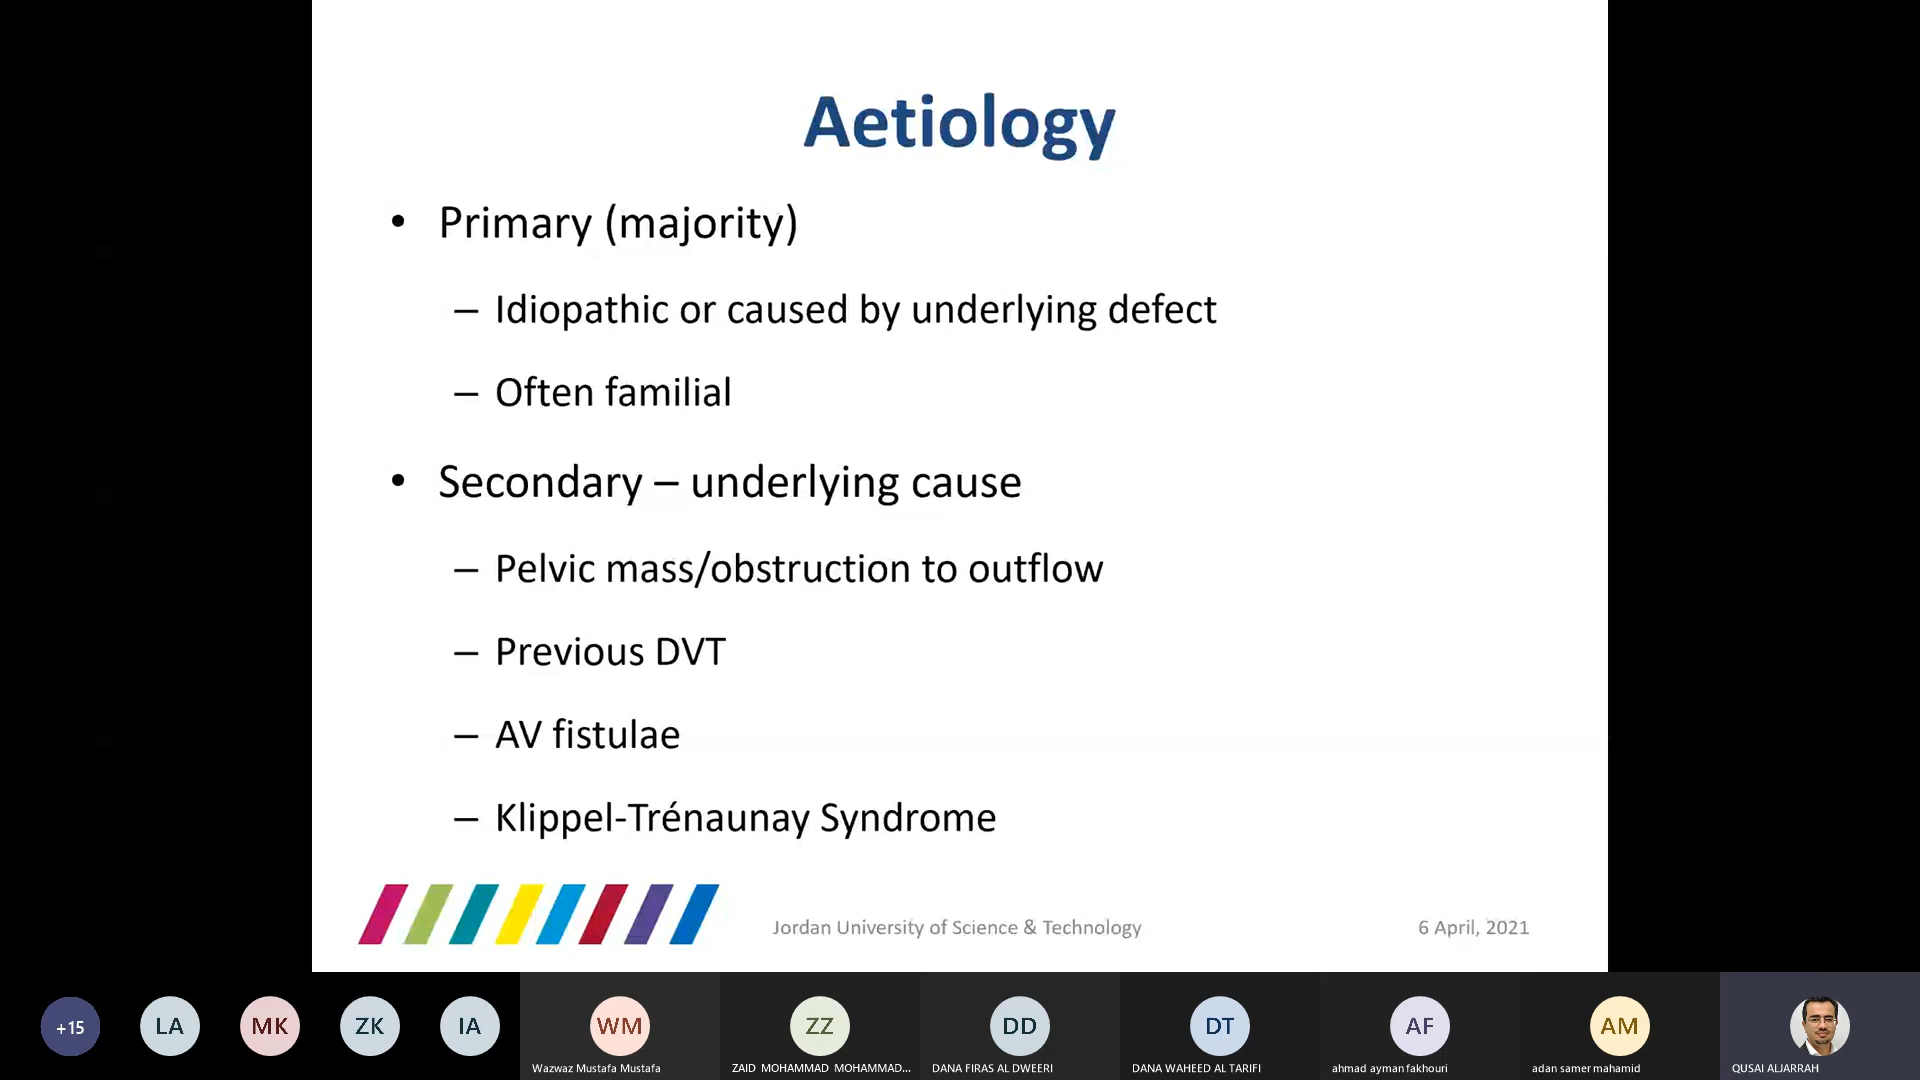 Aetiology
• Primary (majority)
– Idiopathic or caused by underlying defect
– Often familial
• Secondary – underlying cause
– Pelvic mass/obstruction to outflow
– Previous DVT
– AV fistulae
– Klippel-Trénaunay Syndrome
Jordan University of Science & Technology
6 April, 2021
+15
LA
MK
ZK
IA
WM
Wazwaz Mustafa Mustafa
ZZ
ZAID MOHAMMAD MOHAMMAD...
DD
DANA FIRAS AL DWEERI
DT
DANA WAHEED AL TARIFI
AF
ahmad ayman fakhouri
AM
adan samer mahamid
QUSAI ALJARRAH